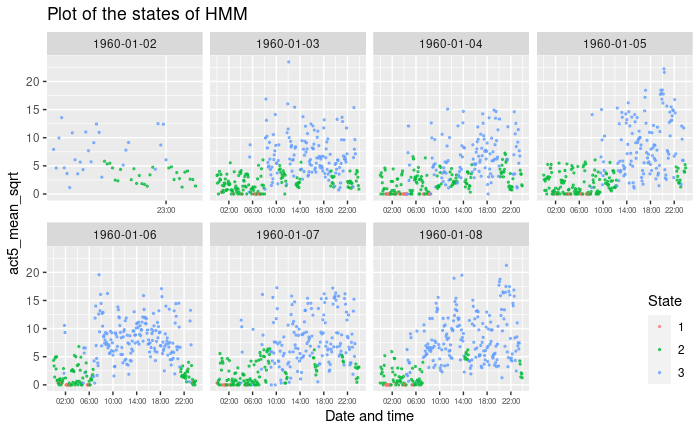 Plot of the states of HMM
1960-01-02 1960-01-03 1960-01-04 1960-01-05
20
15
10
5
0
23:00 02:00 06:00 10:00 14:00 18:00 22:00 02:00 06:00 10:00 14:00 18:00 22:00 02:00 06:00 10:00 14:00 18:00 22:00
act5_mean_sqrt
1960-01-06 1960-01-07 1960-01-08
20
15
10
5
0
02:00 06:00 10:00 14:00 18:00 22:00 02:00 06:00 10:00 14:00 18:00 22:00 02:00 06:00 10:00 14:00 18:00 22:00
Date and time
State
1
2
3